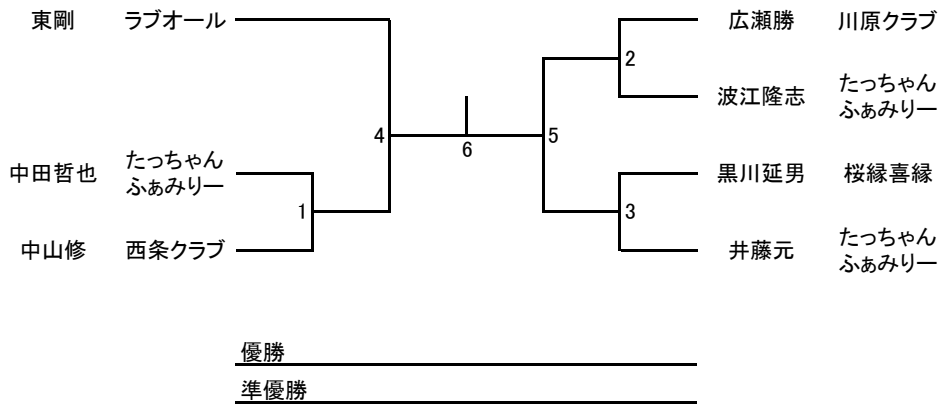 東剛 ラブオール 広瀬勝 川原クラブ
2
波江隆志 たっちゃん
ふぁみりー
4 5
6
中田哲也 たっちゃん
ふぁみりー
黒川延男 桜縁喜縁
1 3
中山修 西条クラブ 井藤元 たっちゃん
ふぁみりー
優勝
準優勝